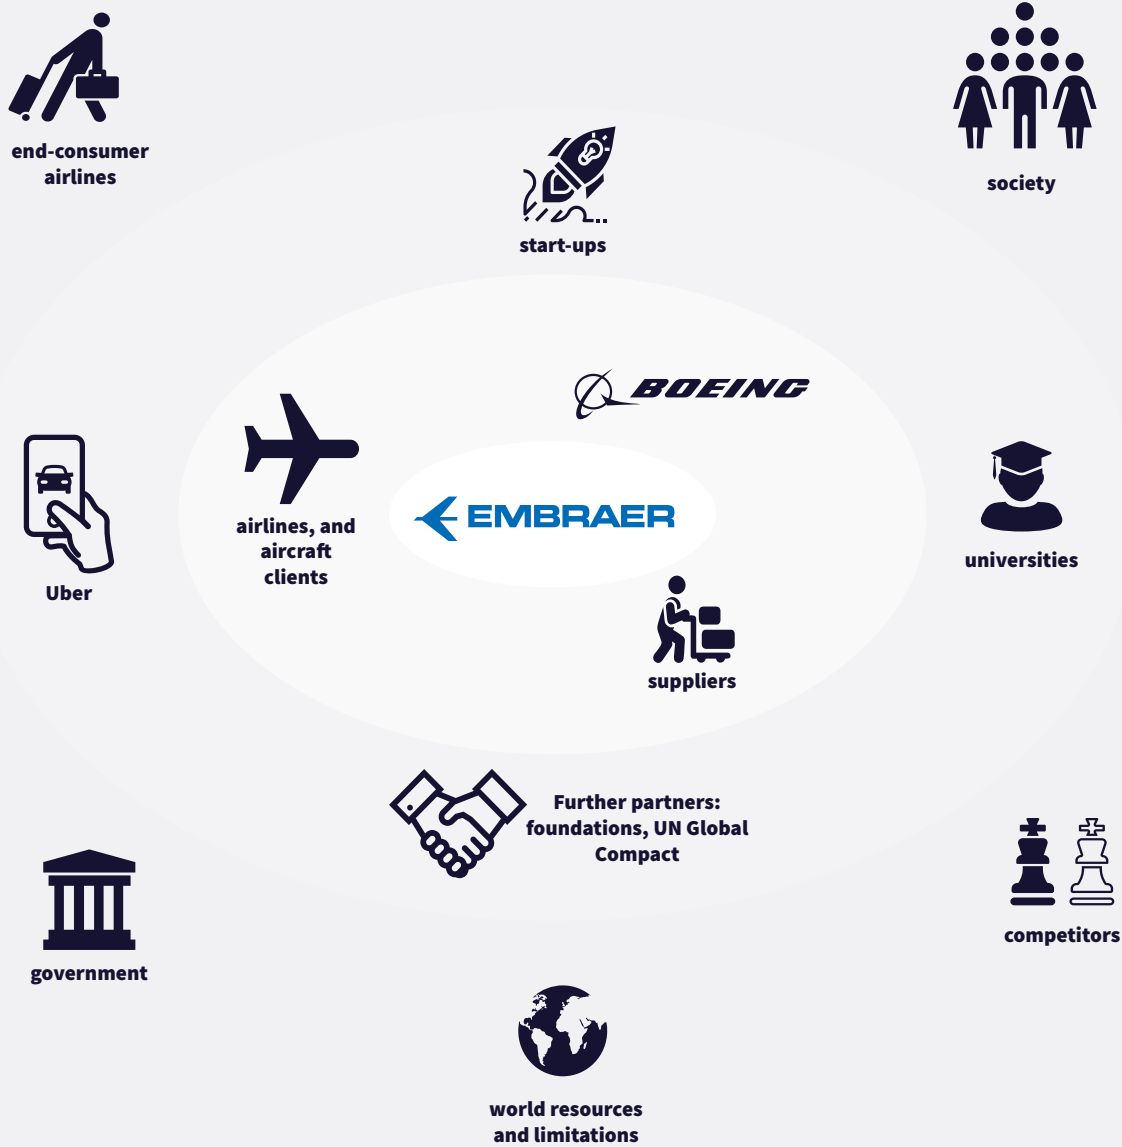 end-consumer
airlines
society
start-ups
BOEING
airlines, and
aircraft
clients
EMBRAER
Uber
universities
suppliers
Further partners:
foundations, UN Global
Compact
government
competitors
world resources
and limitations